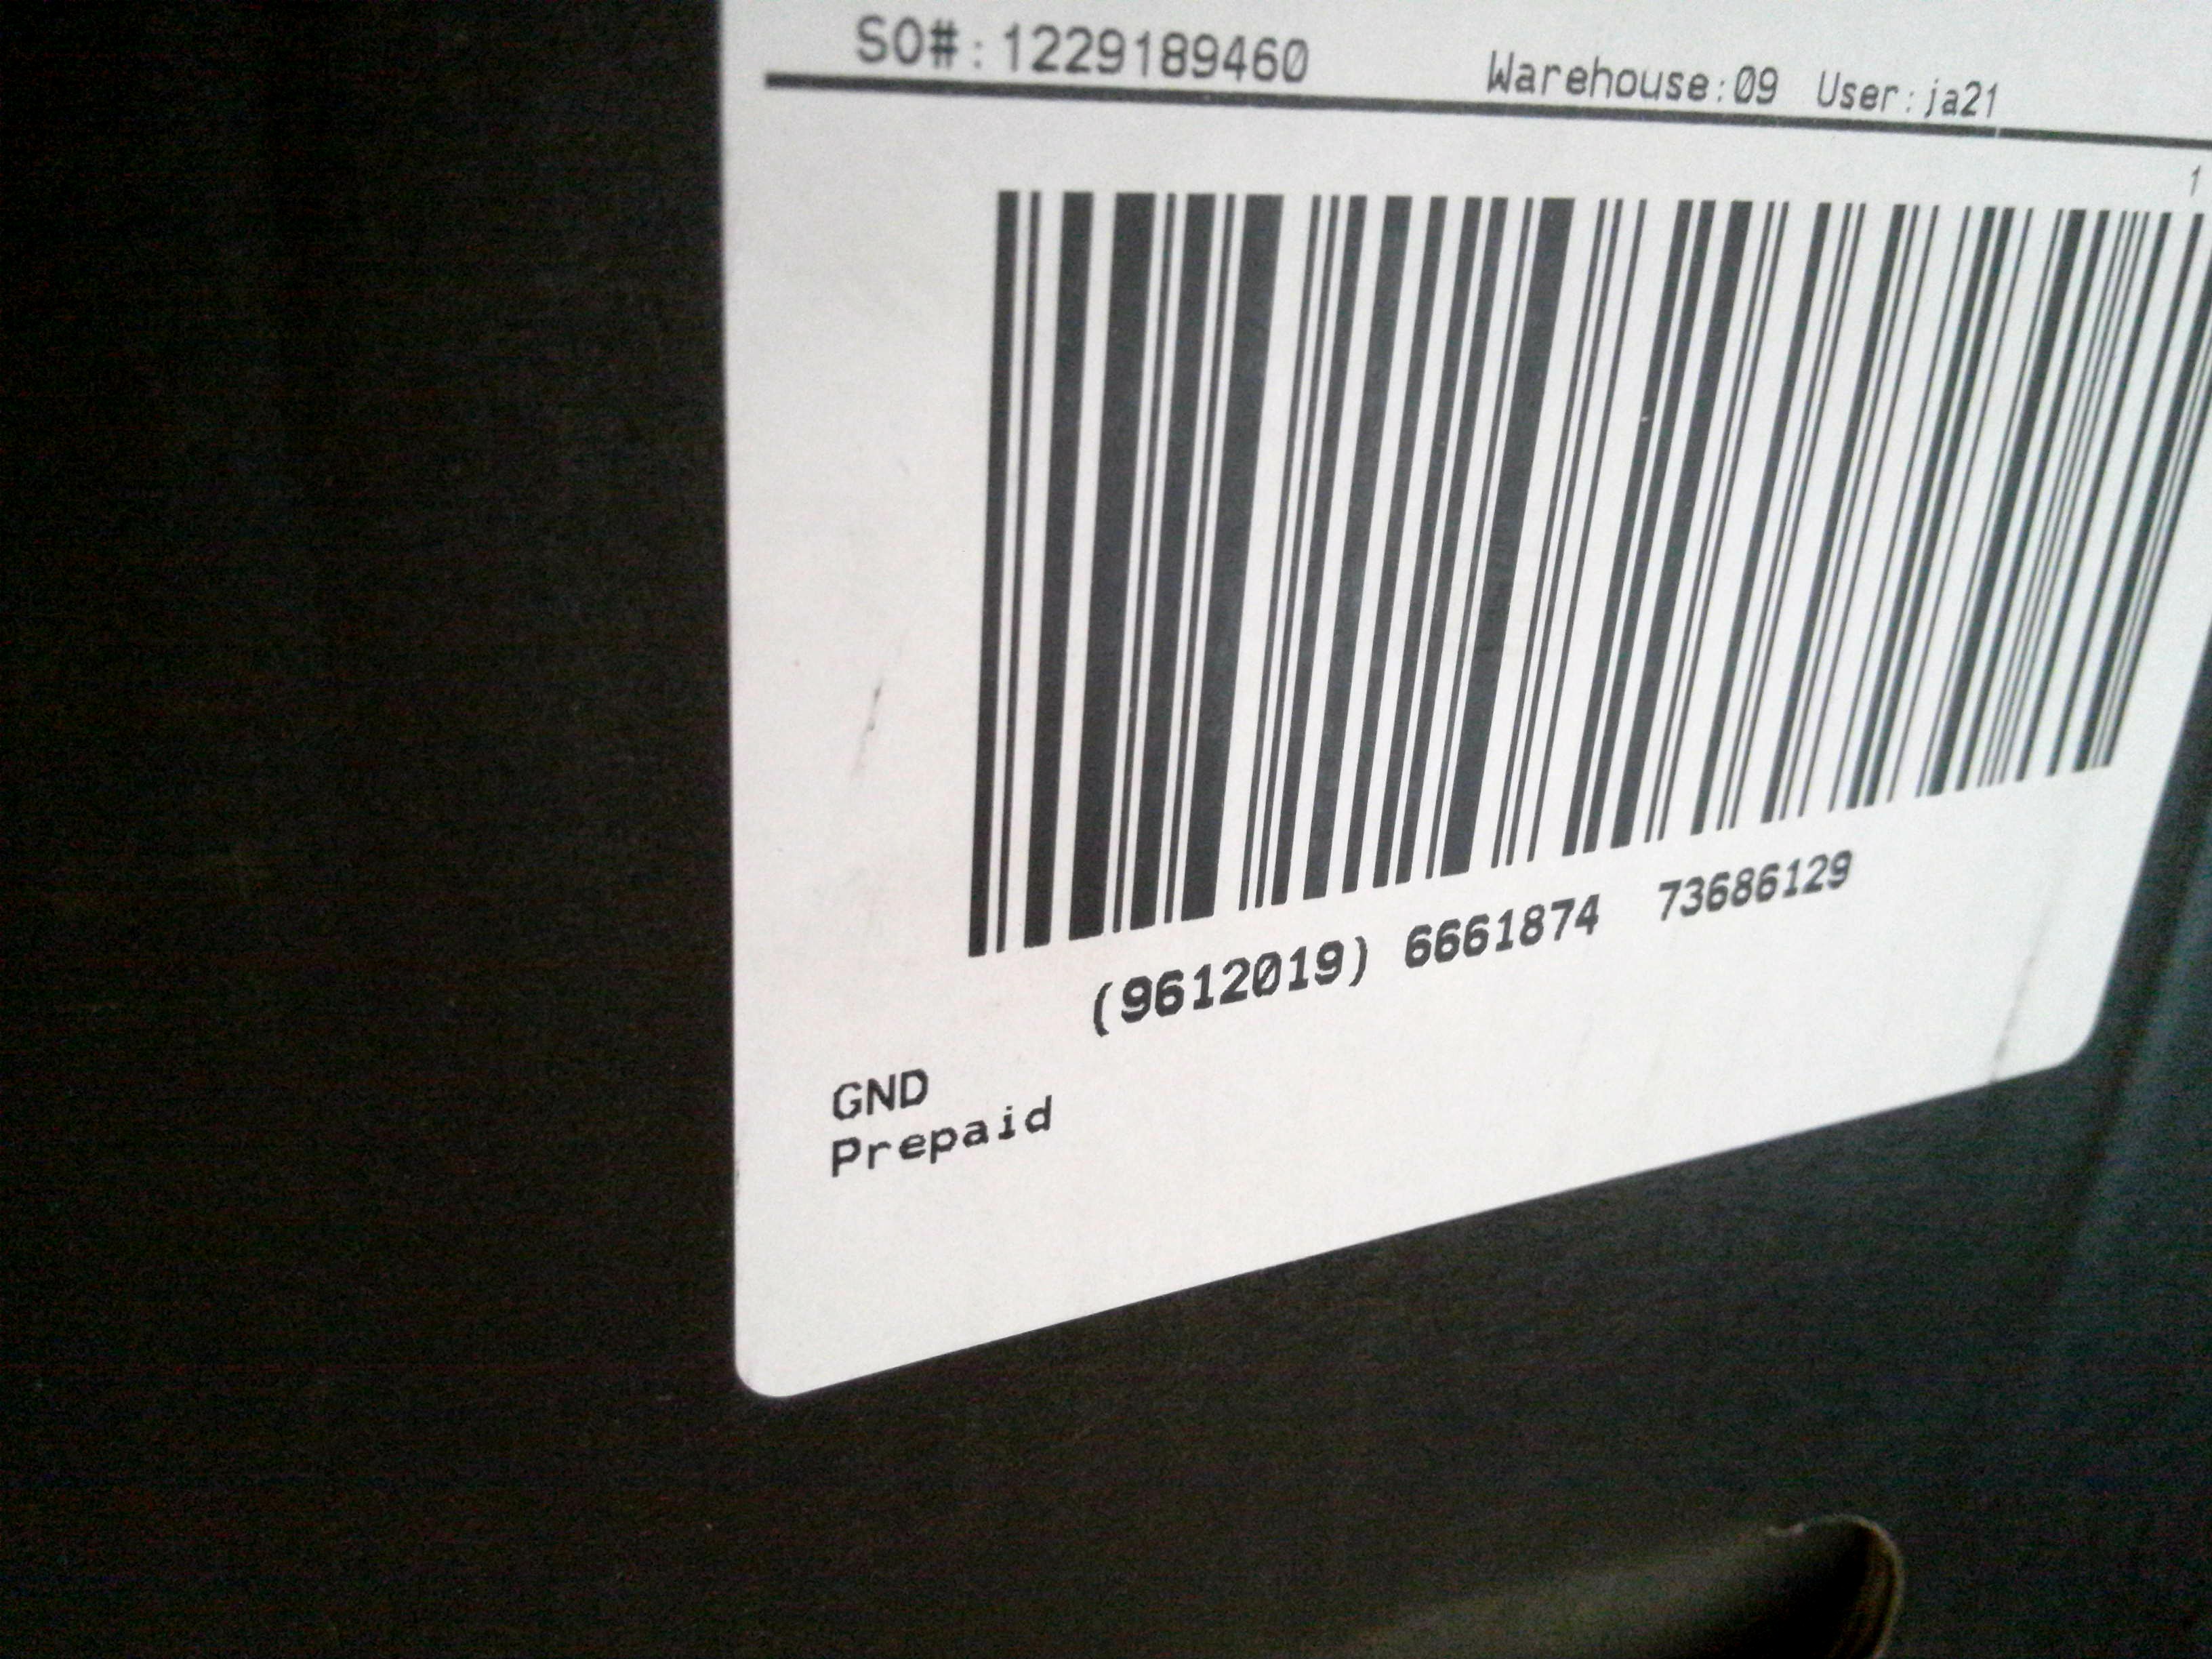 SO#:1229189460
Warehouse:09 User:ja21
1
(9612019) 6661874 73686129
GND
Prepaid